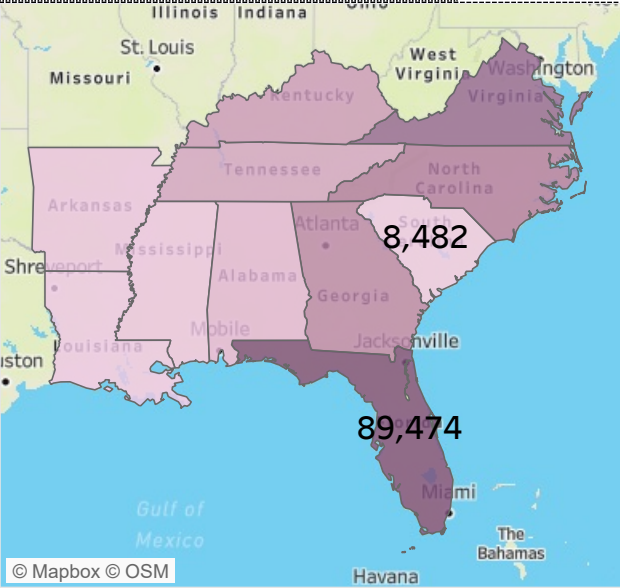 Illinois
Indiana
St. Louis
Missouri
West
Virginia
Washington
Kentucky
Virginia
Tennessee
North
Carolina
Arkansas
Atlanta
South
8,482
Mississippi
Shreveport
Alabama
Georgia
Mobile
Jacksonville
Louisiana
89,474
Miami
Gulf of
Mexico
The
Bahamas
© Mapbox © OSM
Havana